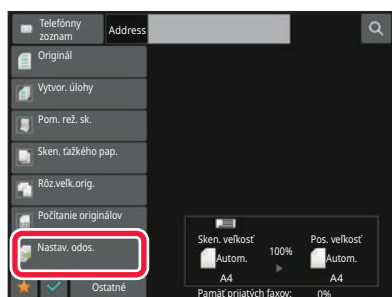 Telefónny
zoznam
Address
Originál
Vytvor. úlohy
Pom. rež. sk.
Sken. ťažkého pap.
Rôz.veľk.orig.
Počítanie originálov
Nastav. odos.
Ostatné
Sken. veľkosť
100%
Pos. veľkosť
Autom.
Autom.
A4
A4
Pamäť prijatých faxov:
0%